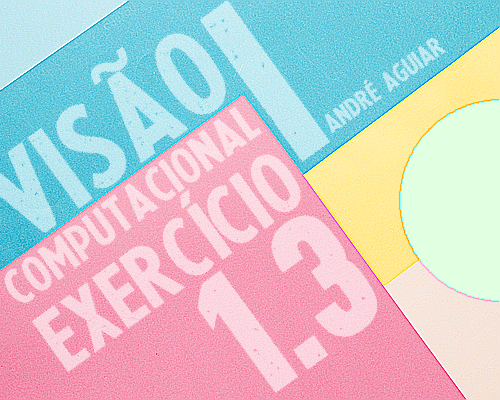 VISÃO
ANDRÉ AGUIAR
COMPUTACIONAL
EXERCÍCIO
1.3